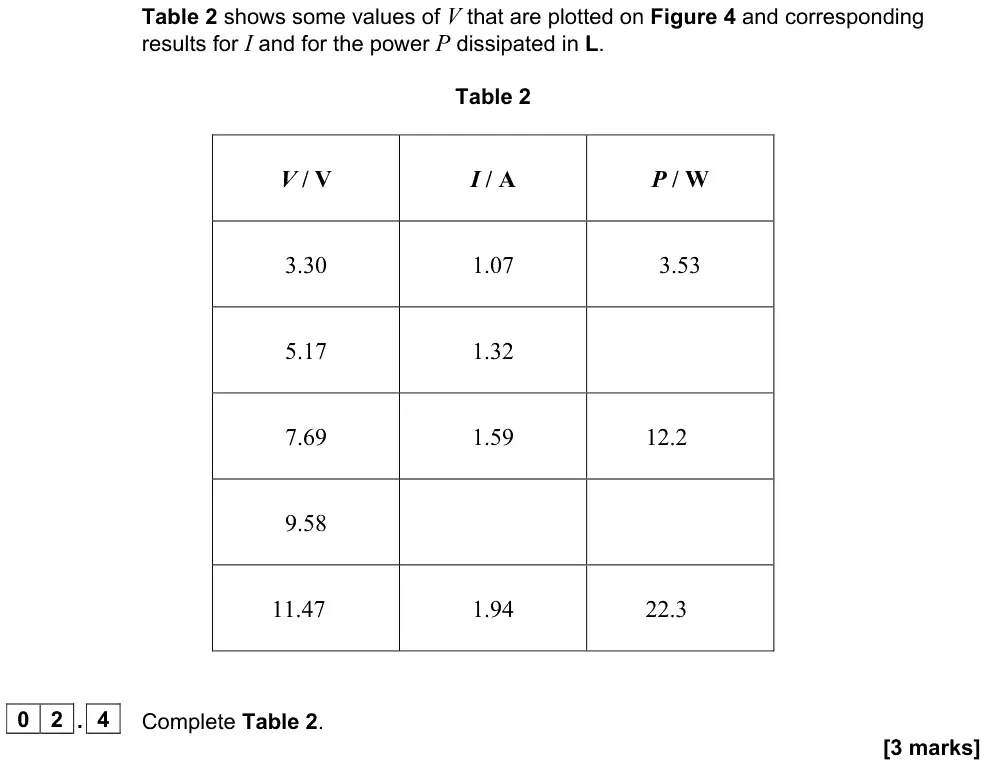 Table 2 shows some values of V that are plotted on Figure 4 and corresponding
results for I and for the power P dissipated in L.
Table 2
V / V I / A P / W
3.30 1.07 3.53
5.17 1.32
7.69 1.59 12.2
9.58
11.47 1.94 22.3
0 2 . 4 Complete Table 2.
[3 marks]